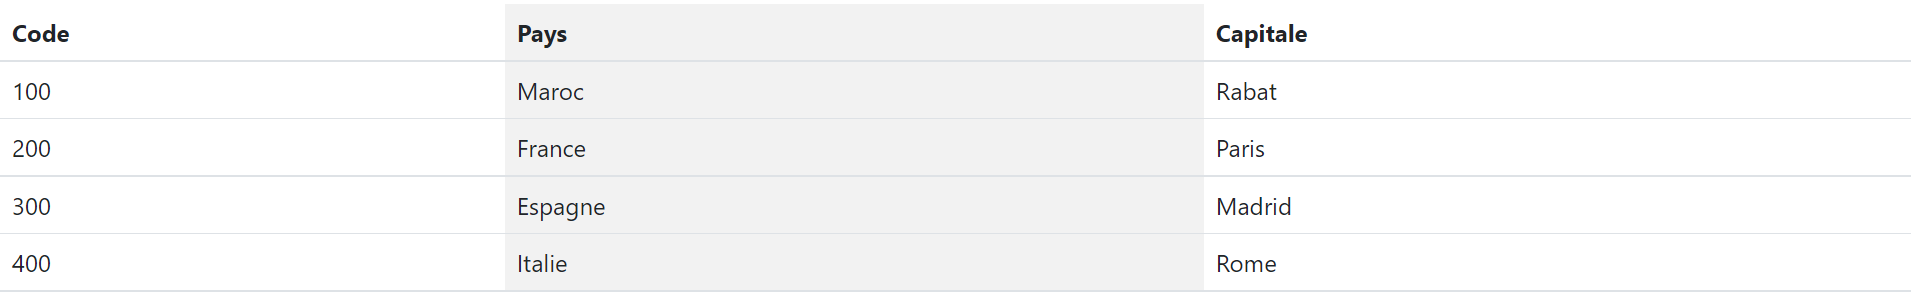 Code Pays Capitale
100 Maroc Rabat
200 France Paris
300 Espagne Madrid
400 Italie Rome